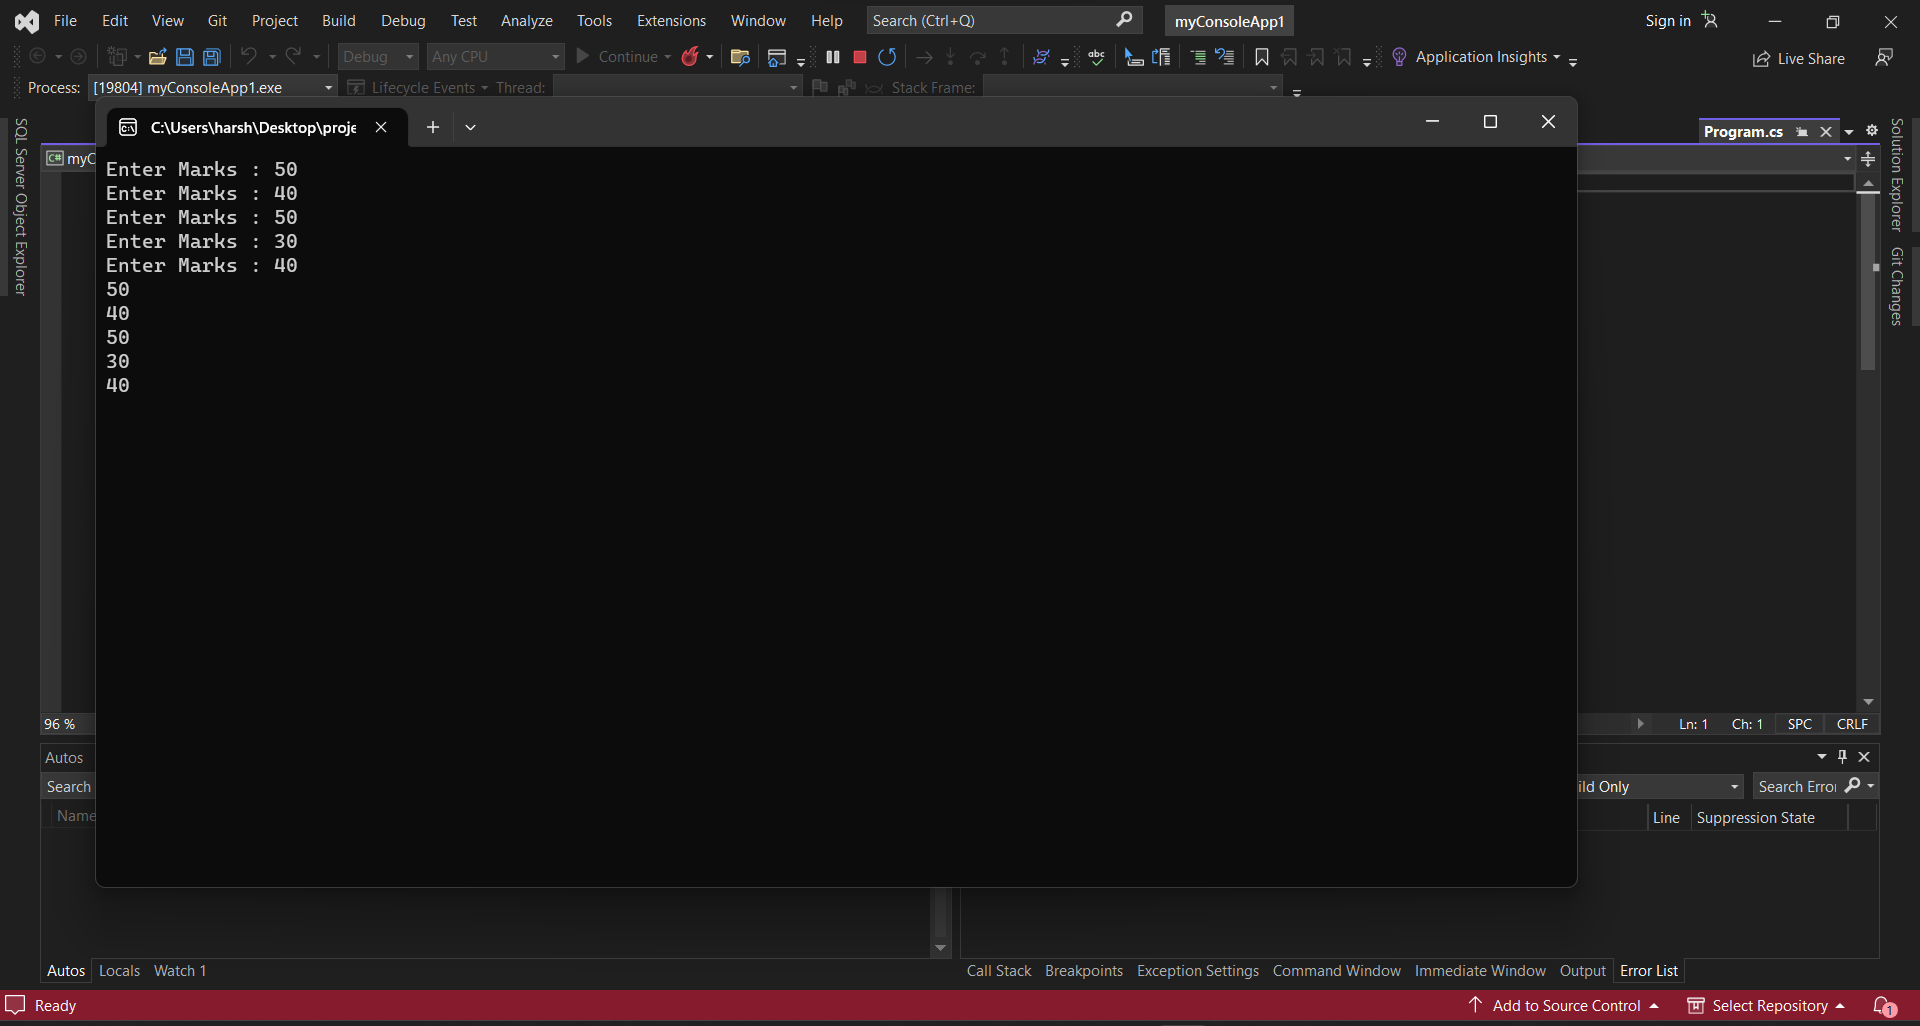 File Edit View Git Project Build Debug Test Analyze Tools Extensions Window Help Search (Ctrl+Q) myConsoleApp1 Sign in
Debug Any CPU Continue abc Application Insights Live Share
Process: [19804] myConsoleApp1.exe Lifecycle Events Thread: Stack Frame:
C:\Users\harsh\Desktop\proje
Program.cs
C# myC
SQL Server Object Explorer
Solution Explorer
Git Changes
Enter Marks : 50
Enter Marks : 40
Enter Marks : 50
Enter Marks : 30
Enter Marks : 40
50
40
50
30
40
96 % Ln: 1 Ch: 1 SPC CRLF
Autos
Search
Name
ild Only Search Error
Line Suppression State
Autos Locals Watch 1
Call Stack Breakpoints Exception Settings Command Window Immediate Window Output Error List
Ready Add to Source Control Select Repository 1